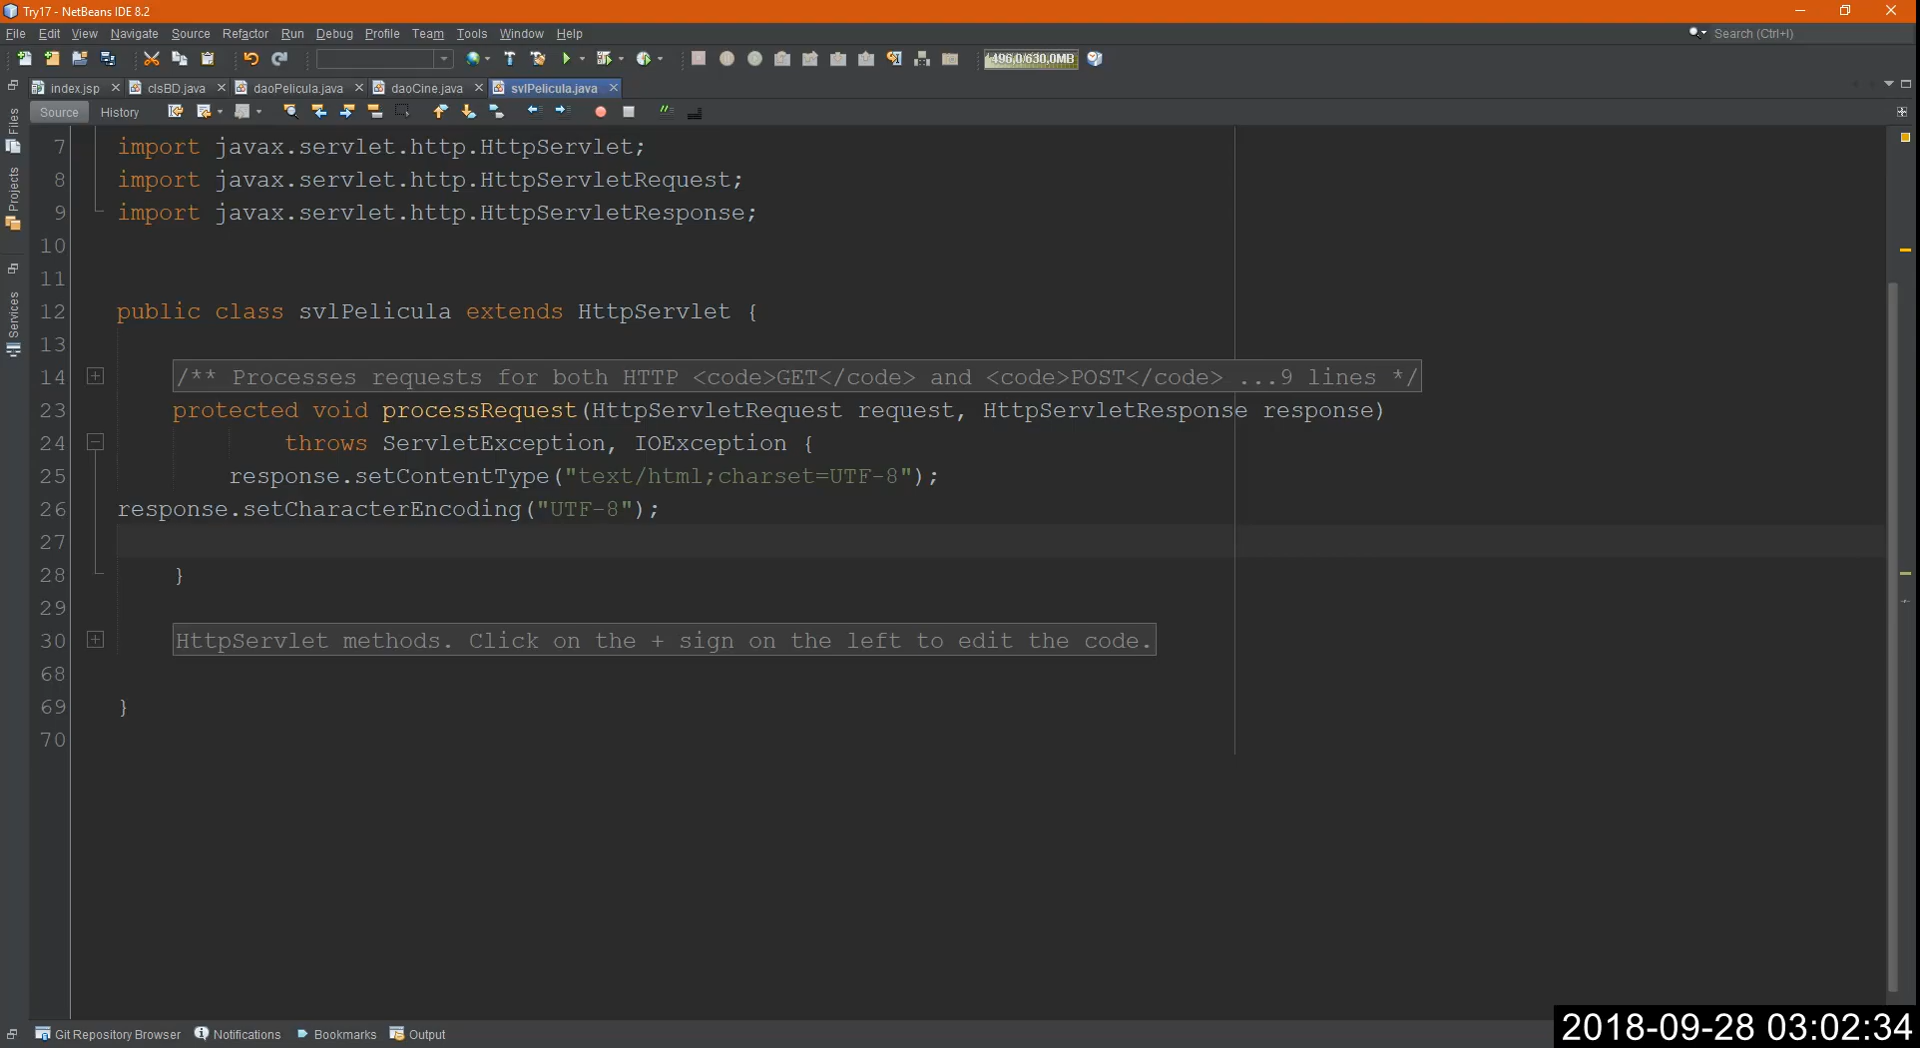 Try17 - NetBeans IDE 8.2
File Edit View Navigate Source Refactor Run Debug Profile Team Tools Window Help
Search (Ctrl+I)
496,0/630,0MB
index.jsp clsBD.java daoPelicula.java daoCine.java svlPelicula.java
Source History
Files
Projects
Services
7 import javax.servlet.http.HttpServlet;
8 import javax.servlet.http.HttpServletRequest;
9 import javax.servlet.http.HttpServletResponse;
10
11
12 public class svlPelicula extends HttpServlet {
13
14 /** Processes requests for both HTTP <code>GET</code> and <code>POST</code> ...9 lines */
23 protected void processRequest(HttpServletRequest request, HttpServletResponse response)
24 throws ServletException, IOException {
25 response.setContentType("text/html;charset=UTF-8");
26 response.setCharacterEncoding("UTF-8");
27
28 }
29
30 HttpServlet methods. Click on the + sign on the left to edit the code.
68
69 }
70
Git Repository Browser Notifications Bookmarks Output
2018-09-28 03:02:34